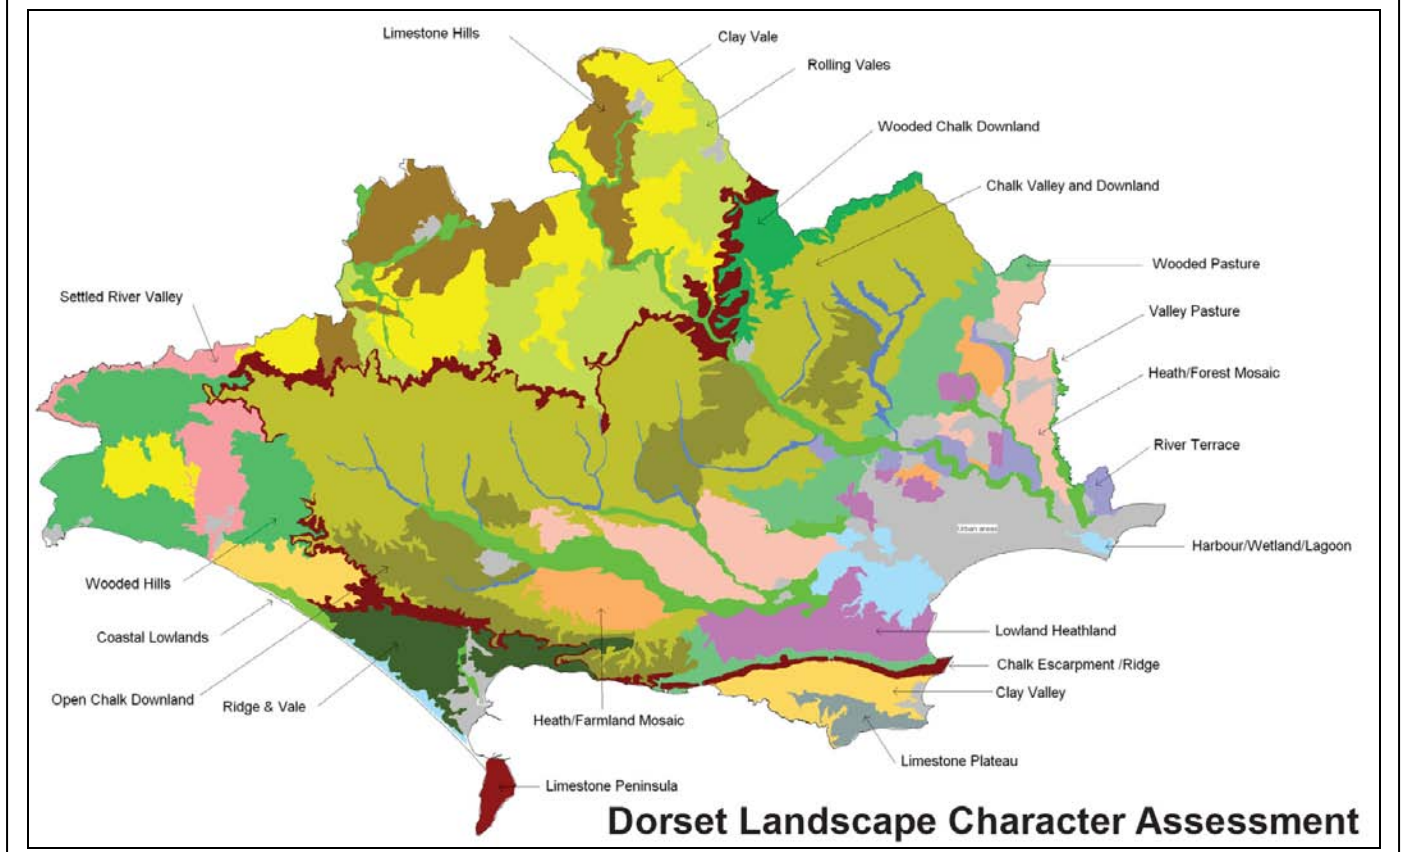 Limestone Hills
Clay Vale
Rolling Vales
Wooded Chalk Downland
Chalk Valley and Downland
Wooded Pasture
Settled River Valley
Valley Pasture
Heath/Forest Mosaic
River Terrace
Urban areas
Harbour/Wetland/Lagoon
Wooded Hills
Coastal Lowlands
Lowland Heathland
Chalk Escarpment /Ridge
Clay Valley
Open Chalk Downland
Ridge & Vale
Heath/Farmland Mosaic
Limestone Plateau
Limestone Peninsula
Dorset Landscape Character Assessment